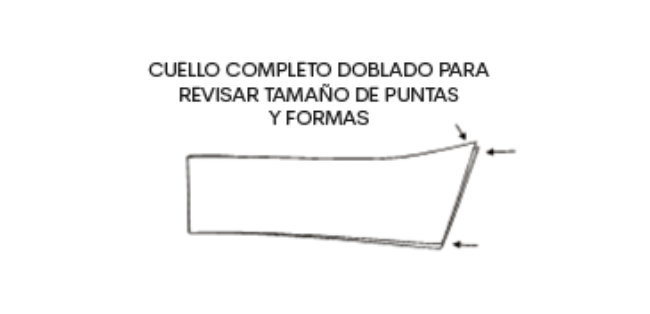 CUELLO COMPLETO DOBLADO PARA
REVISAR TAMAÑO DE PUNTAS
Y FORMAS